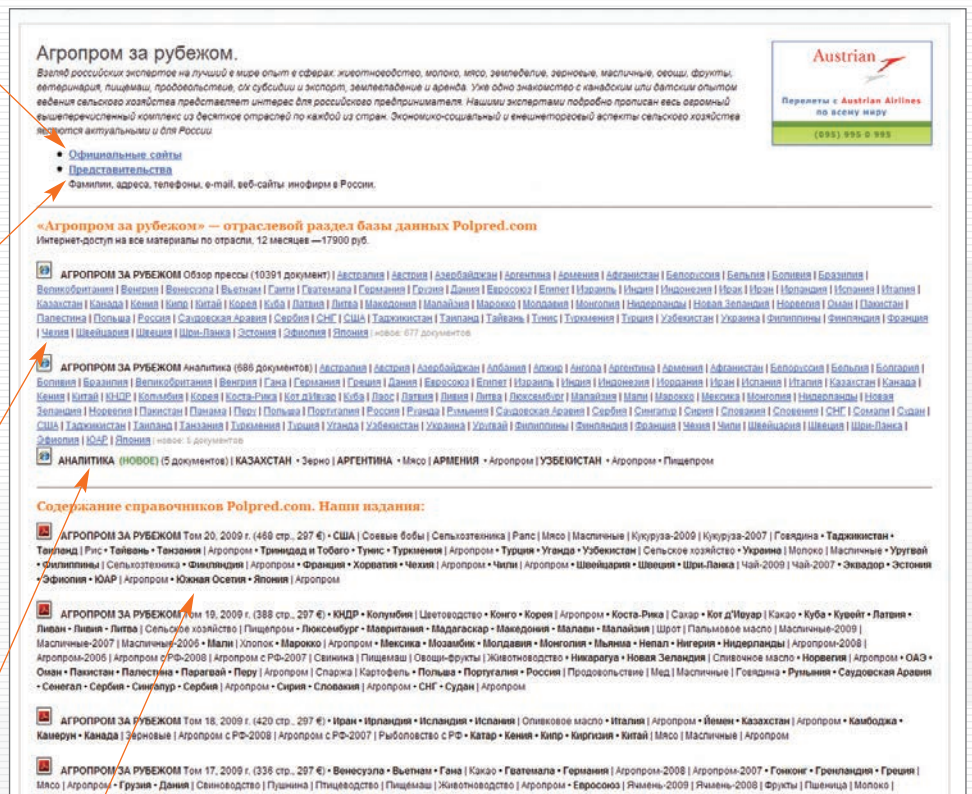 Агропром за рубежом.
Взгляд российских экспертов на лучший в мире опыт в сферах: животноводство, молоко, мясо, земледелие, зерновые, масличные, овощи, фрукты,
ветеринария, пищемаш, продовольствие, с/х субсидии и экспорт, землевладение и аренда. Уже одно знакомство с канадским или датским опытом
ведения сельского хозяйства представляет интерес для российского предпринимателя. Нашими экспертами подробно прописан весь огромный
вышеперечисленный комплекс из десятков отраслей по каждой из стран. Экономико-социальный и внешнеторговый аспекты сельского хозяйства
являются актуальными и для России
Austrian
Перелеты с Austrian Airlines
по всему миру
(095) 995 0 995
• Официальные сайты
• Представительства
Фамилии, адреса, телефоны, e-mail, веб-сайты инофирм в России.
«Агропром за рубежом» — отраслевой раздел базы данных Polpred.com
Интернет-доступ на все материалы по отрасли, 12 месяцев —17900 руб.
АГРОПРОМ ЗА РУБЕЖОМ Обзор прессы (10391 документ) | Австралия | Австрия | Азербайджан | Аргентина | Армения | Афганистан | Белоруссия | Бельгия | Боливия | Бразилия |
Великобритания | Венгрия | Венесуэла | Вьетнам | Гаити | Гватемала | Германия | Греция | Дания | Евросоюз | Египет | Израиль | Индия | Индонезия | Ирак | Иран | Ирландия | Испания | Италия |
Казахстан | Канада | Кения | Кипр | Китай | Корея | Куба | Латвия | Литва | Македония | Малайзия | Марокко | Молдавия | Монголия | Нидерланды | Новая Зеландия | Норвегия | Оман | Пакистан |
Палестина | Польша | Россия | Саудовская Аравия | Сербия | СНГ | США | Таджикистан | Таиланд | Тайвань | Тунис | Туркмения | Турция | Узбекистан | Украина | Филиппины | Финляндия | Франция
| Чехия | Швейцария | Швеция | Шри-Ланка | Эстония | Эфиопия | Япония | новое: 677 документов
АГРОПРОМ ЗА РУБЕЖОМ Аналитика (686 документов) | Австралия | Австрия | Азербайджан | Албания | Алжир | Ангола | Аргентина | Армения | Афганистан | Белоруссия | Бельгия | Болгария |
Боливия | Бразилия | Великобритания | Венгрия | Гана | Германия | Греция | Дания | Евросоюз | Египет | Израиль | Индия | Индонезия | Иордания | Иран | Испания | Италия | Казахстан | Канада |
Кения | Китай | КНДР | Колумбия | Корея | Коста-Рика | Кот д'Ивуар | Куба | Лаос | Латвия | Ливия | Литва | Люксембург | Малайзия | Мали | Марокко | Мексика | Монголия | Нидерланды | Новая
Зеландия | Норвегия | Пакистан | Панама | Перу | Польша | Португалия | Россия | Руанда | Румыния | Саудовская Аравия | Сербия | Сингапур | Сирия | Словакия | Словения | СНГ | Сомали | Судан |
США | Таджикистан | Таиланд | Танзания | Туркмения | Турция | Уганда | Узбекистан | Украина | Уругвай | Филиппины | Финляндия | Франция | Чехия | Чили | Швейцария | Швеция | Шри-Ланка |
Эфиопия | ЮАР | Япония | новое: 5 документов
АНАЛИТИКА (НОВОЕ) (5 документов) | КАЗАХСТАН • Зерно | АРГЕНТИНА • Мясо | АРМЕНИЯ • Агропром | УЗБЕКИСТАН • Агропром • Пищепром
Содержание справочников Polpred.com. Наши издания:
АГРОПРОМ ЗА РУБЕЖОМ Том 20, 2009 г. (468 стр., 297 €) • США | Соевые бобы | Сельхозтехника | Рапс | Мясо | Масличные | Кукуруза-2009 | Кукуруза-2007 | Говядина • Таджикистан •
Таиланд | Рис • Тайвань • Танзания | Агропром • Тринидад и Тобаго • Тунис • Туркмения | Агропром • Турция • Уганда • Узбекистан | Сельское хозяйство • Украина | Молоко | Масличные • Уругвай
• Филиппины | Сельхозтехника • Финляндия | Агропром • Франция • Хорватия • Чехия | Агропром • Чили | Агропром • Швейцария • Швеция • Шри-Ланка | Чай-2009 | Чай-2007 • Эквадор • Эстония
• Эфиопия • ЮАР | Агропром • Южная Осетия • Япония | Агропром
АГРОПРОМ ЗА РУБЕЖОМ Том 19, 2009 г. (388 стр., 297 €) • КНДР • Колумбия | Цветоводство • Конго • Корея | Агропром • Коста-Рика | Сахар • Кот д'Ивуар | Какао • Куба • Кувейт • Латвия •
Ливан • Ливия • Литва | Сельское хозяйство | Пищепром • Люксембург • Мавритания • Мадагаскар • Македония • Малави • Малайзия | Шрот | Пальмовое масло | Масличные-2009 |
Масличные-2007 | Масличные-2006 • Мали | Хлопок • Марокко | Агропром • Мексика • Мозамбик • Молдавия • Монголия • Мьянма • Непал • Нигерия • Нидерланды | Агропром-2008 |
Агропром-2006 | Агропром с РФ-2008 | Агропром с РФ-2007 | Свинина | Пищемаш | Овощи-фрукты | Животноводство • Никарагуа • Новая Зеландия | Сливочное масло • Норвегия | Агропром • ОАЭ •
Оман • Пакистан • Палестина • Парагвай • Перу | Агропром | Спаржа | Картофель • Польша • Португалия • Россия | Продовольствие | Мед | Масличные | Говядина • Румыния • Саудовская Аравия
• Сенегал • Сербия • Сингапур • Сербия | Агропром • Сирия • Словакия | Агропром • СНГ • Судан | Агропром
АГРОПРОМ ЗА РУБЕЖОМ Том 18, 2009 г. (420 стр., 297 €) • Иран • Ирландия • Исландия • Испания | Оливковое масло • Италия | Агропром • Йемен • Казахстан | Агропром • Камбоджа •
Камерун • Канада | Зерновые | Агропром с РФ-2008 | Агропром с РФ-2007 | Рыболовство с РФ • Катар • Кения • Кипр • Киргизия • Китай | Мясо | Масличные | Агропром
АГРОПРОМ ЗА РУБЕЖОМ Том 17, 2009 г. (336 стр., 297 €) • Венесуэла • Вьетнам • Гана | Какао • Гватемала • Германия | Агропром-2008 | Агропром-2007 • Гонконг • Гренландия • Греция |
Мясо | Агропром • Грузия • Дания | Свиноводство | Пушнина | Птицеводство | Пищемаш | Животноводство | Агропром • Евросоюз | Ячмень-2009 | Ячмень-2008 | Фрукты | Пшеница | Молоко |